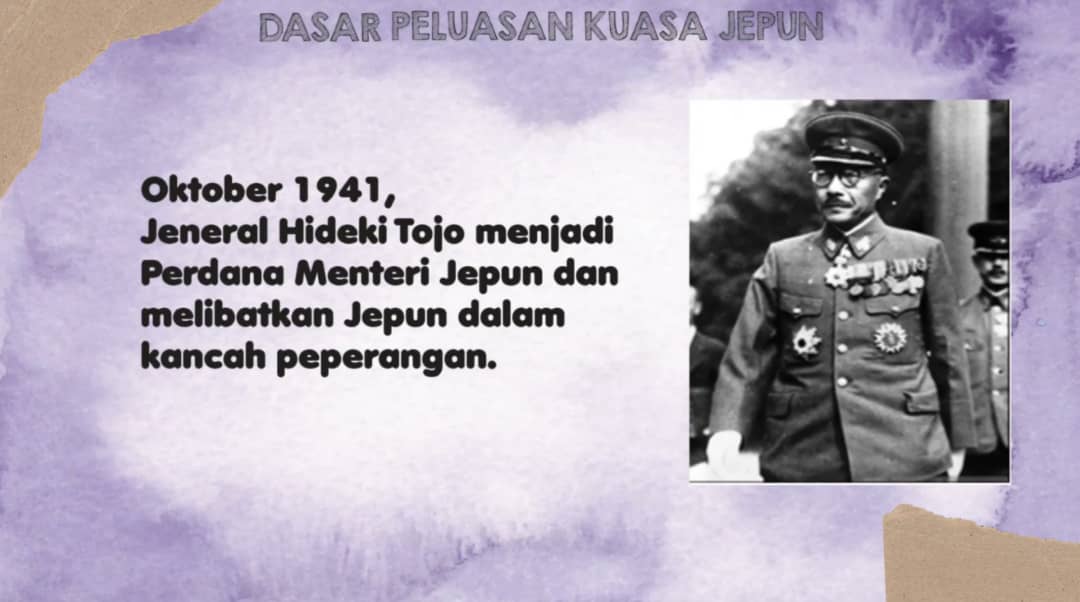 DASAR PELUASAN KUASA JEPUN
Oktober 1941,
Jeneral Hideki Tojo menjadi
Perdana Menteri Jepun dan
melibatkan Jepun dalam
kancah peperangan.